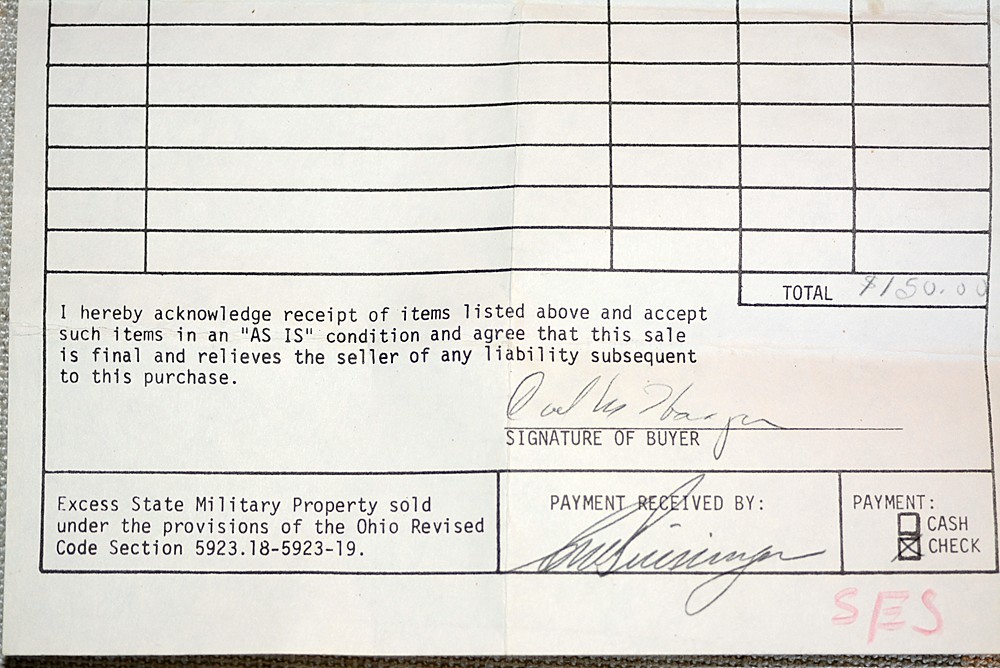 TOTAL $150.00
I hereby acknowledge receipt of items listed above and accept
such items in an "AS IS" condition and agree that this sale
is final and relieves the seller of any liability subsequent
to this purchase.
SIGNATURE OF BUYER
Excess State Military Property sold
under the provisions of the Ohio Revised
Code Section 5923.18-5923-19.
PAYMENT RECEIVED BY:
PAYMENT:
CASH
CHECK
SES